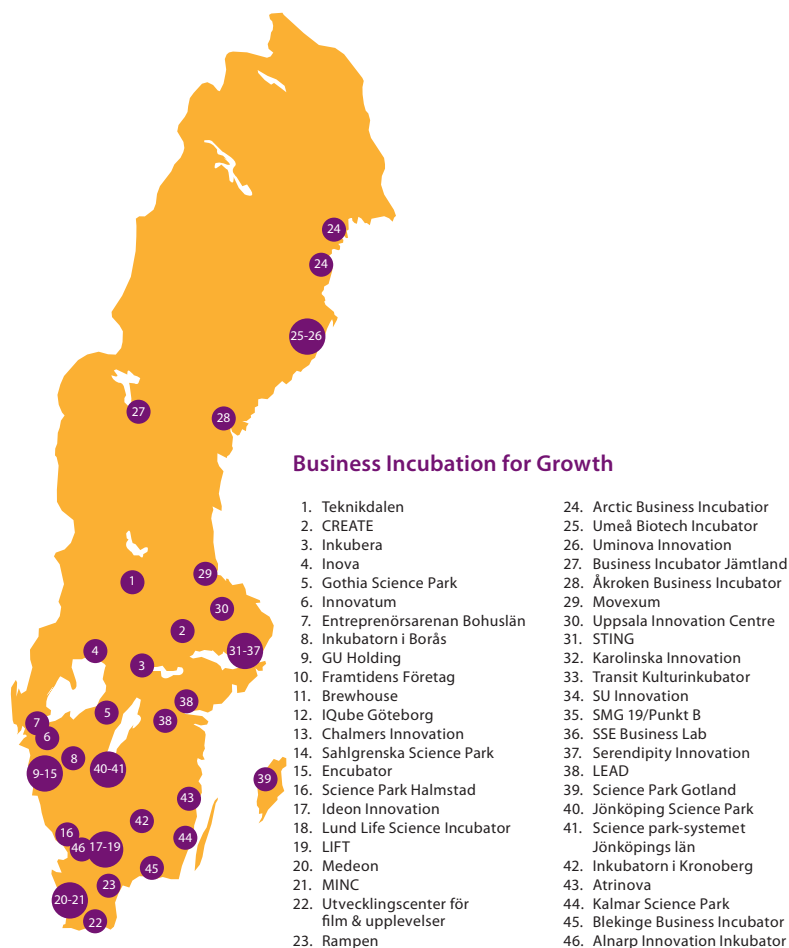 24
24
25-26
27
28
Business Incubation for Growth
1. Teknikdalen
2. CREATE
3. Inkubera
4. Inova
5. Gothia Science Park
6. Innovatum
7. Entreprenörsarenan Bohuslän
8. Inkubatorn i Borås
9. GU Holding
10. Framtidens Företag
11. Brewhouse
12. IQube Göteborg
13. Chalmers Innovation
14. Sahlgrenska Science Park
15. Encubator
16. Science Park Halmstad
17. Ideon Innovation
18. Lund Life Science Incubator
19. LIFT
20. Medeon
21. MINC
22. Utvecklingscenter för
film & upplevelser
23. Rampen
24. Arctic Business Incubatior
25. Umeå Biotech Incubator
26. Uminova Innovation
27. Business Incubator Jämtland
28. Åkroken Business Incubator
29. Movexum
30. Uppsala Innovation Centre
31. STING
32. Karolinska Innovation
33. Transit Kulturinkubator
34. SU Innovation
35. SMG 19/Punkt B
36. SSE Business Lab
37. Serendipity Innovation
38. LEAD
39. Science Park Gotland
40. Jönköping Science Park
41. Science park-systemet
Jönköpings län
42. Inkubatorn i Kronoberg
43. Atrinova
44. Kalmar Science Park
45. Blekinge Business Incubator
46. Alnarp Innovation Inkubator
29
1
30
2
31-37
4
3
38
5
38
7
6
8
40-41
9-15
39
43
42
16
44
46
17-19
45
23
20-21
22